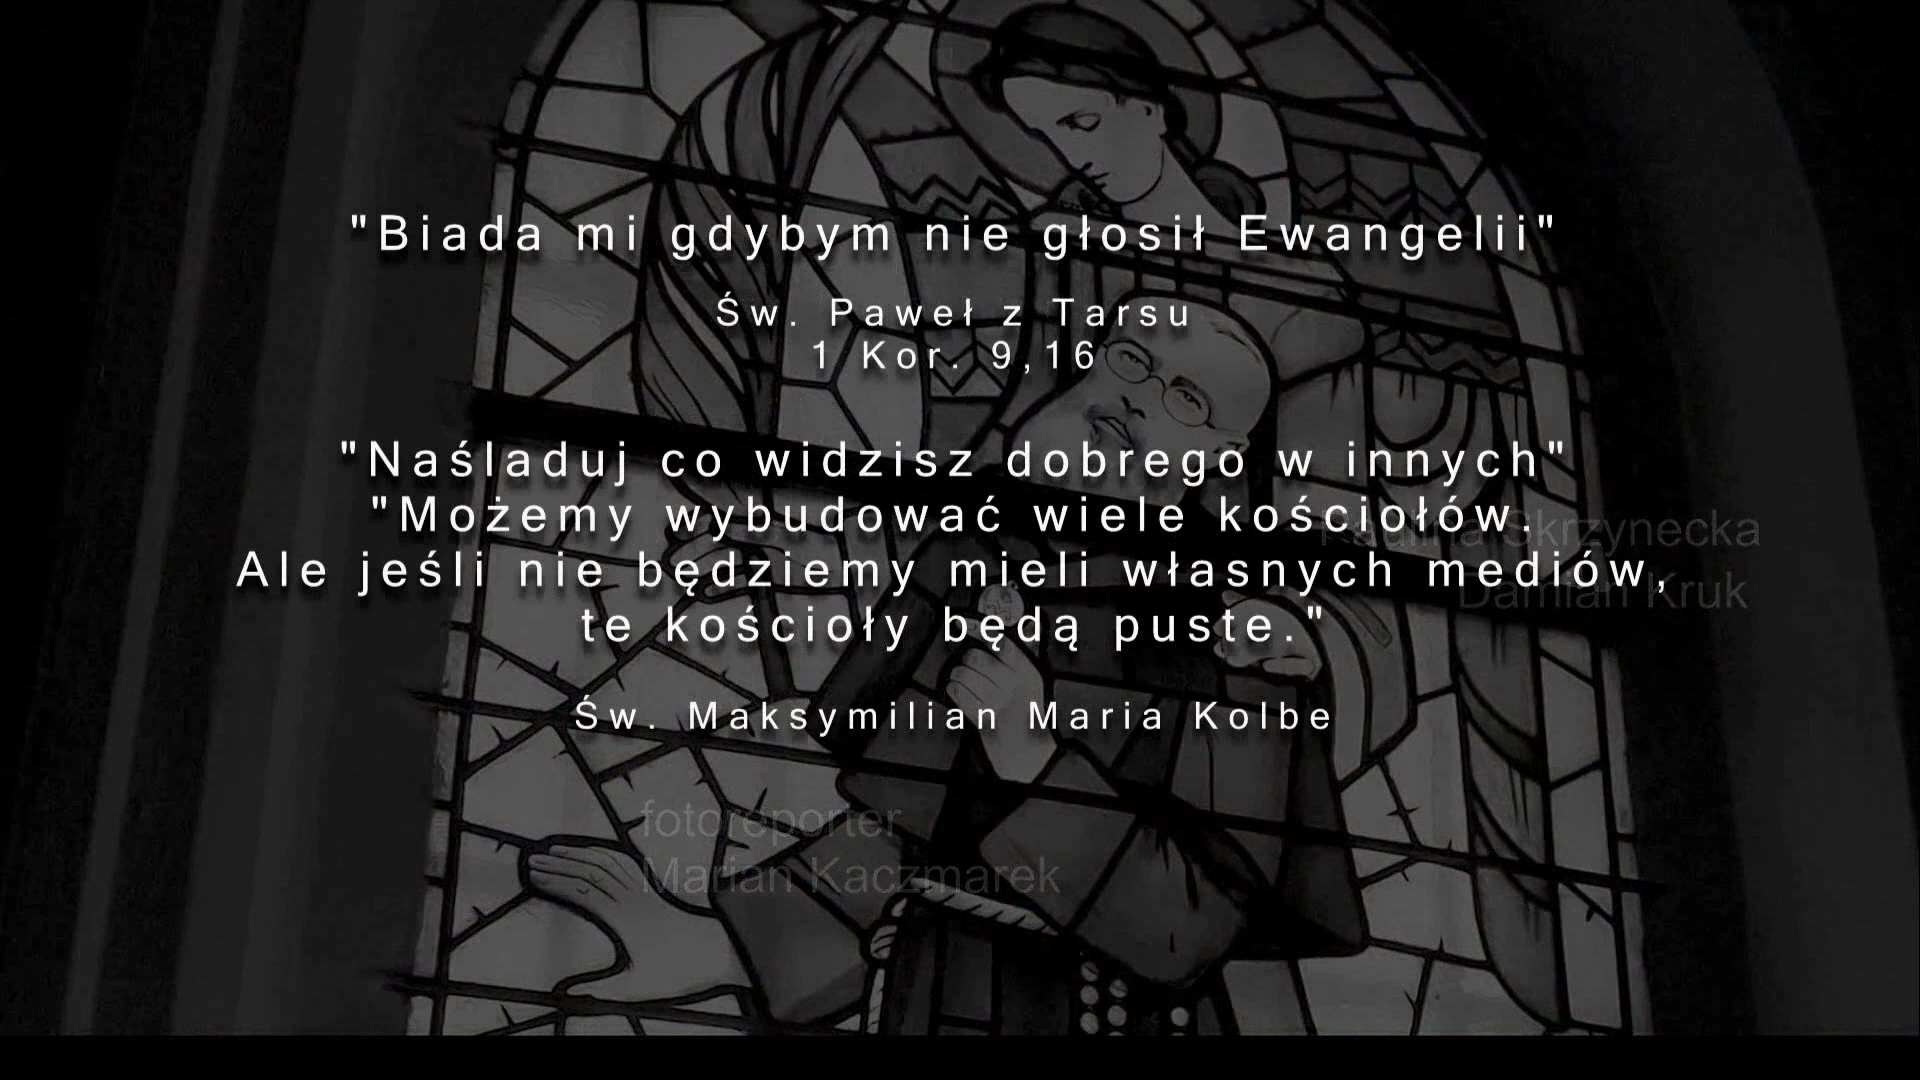 "Biada mi gdybym nie głosił Ewangelii"
Św. Paweł z Tarsu
1 Kor. 9,16
"Naśladuj co widzisz dobrego w innych"
"Możemy wybudować wiele kościołów.
Ale jeśli nie będziemy mieli własnych mediów,
te kościoły będą puste."
Św. Maksymilian Maria Kolbe
Paulina Skrzynecka
Damian Kruk
fotoreporter
Marian Kaczmarek